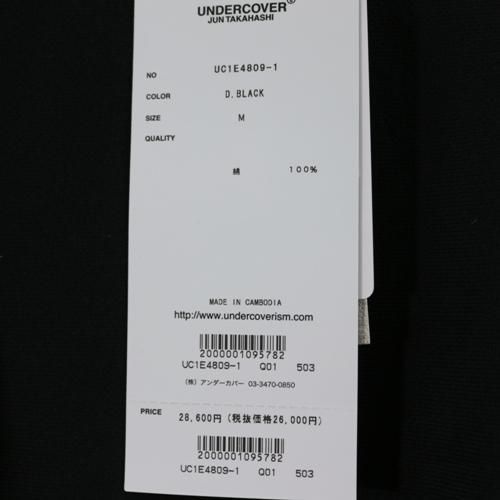 UNDERCOVER®
JUN TAKAHASHI
NO UC1E4809-1
COLOR D.BLACK
SIZE M
QUALITY
綿 100%
MADE IN CAMBODIA
http://www.undercoverism.com
2000001095782
UC1E4809-1 Q01 503
(株) アンダーカバー 03-3470-0850
PRICE 28,600円(税抜価格26,000円)
2000001095782
UC1E4809-1 Q01 503